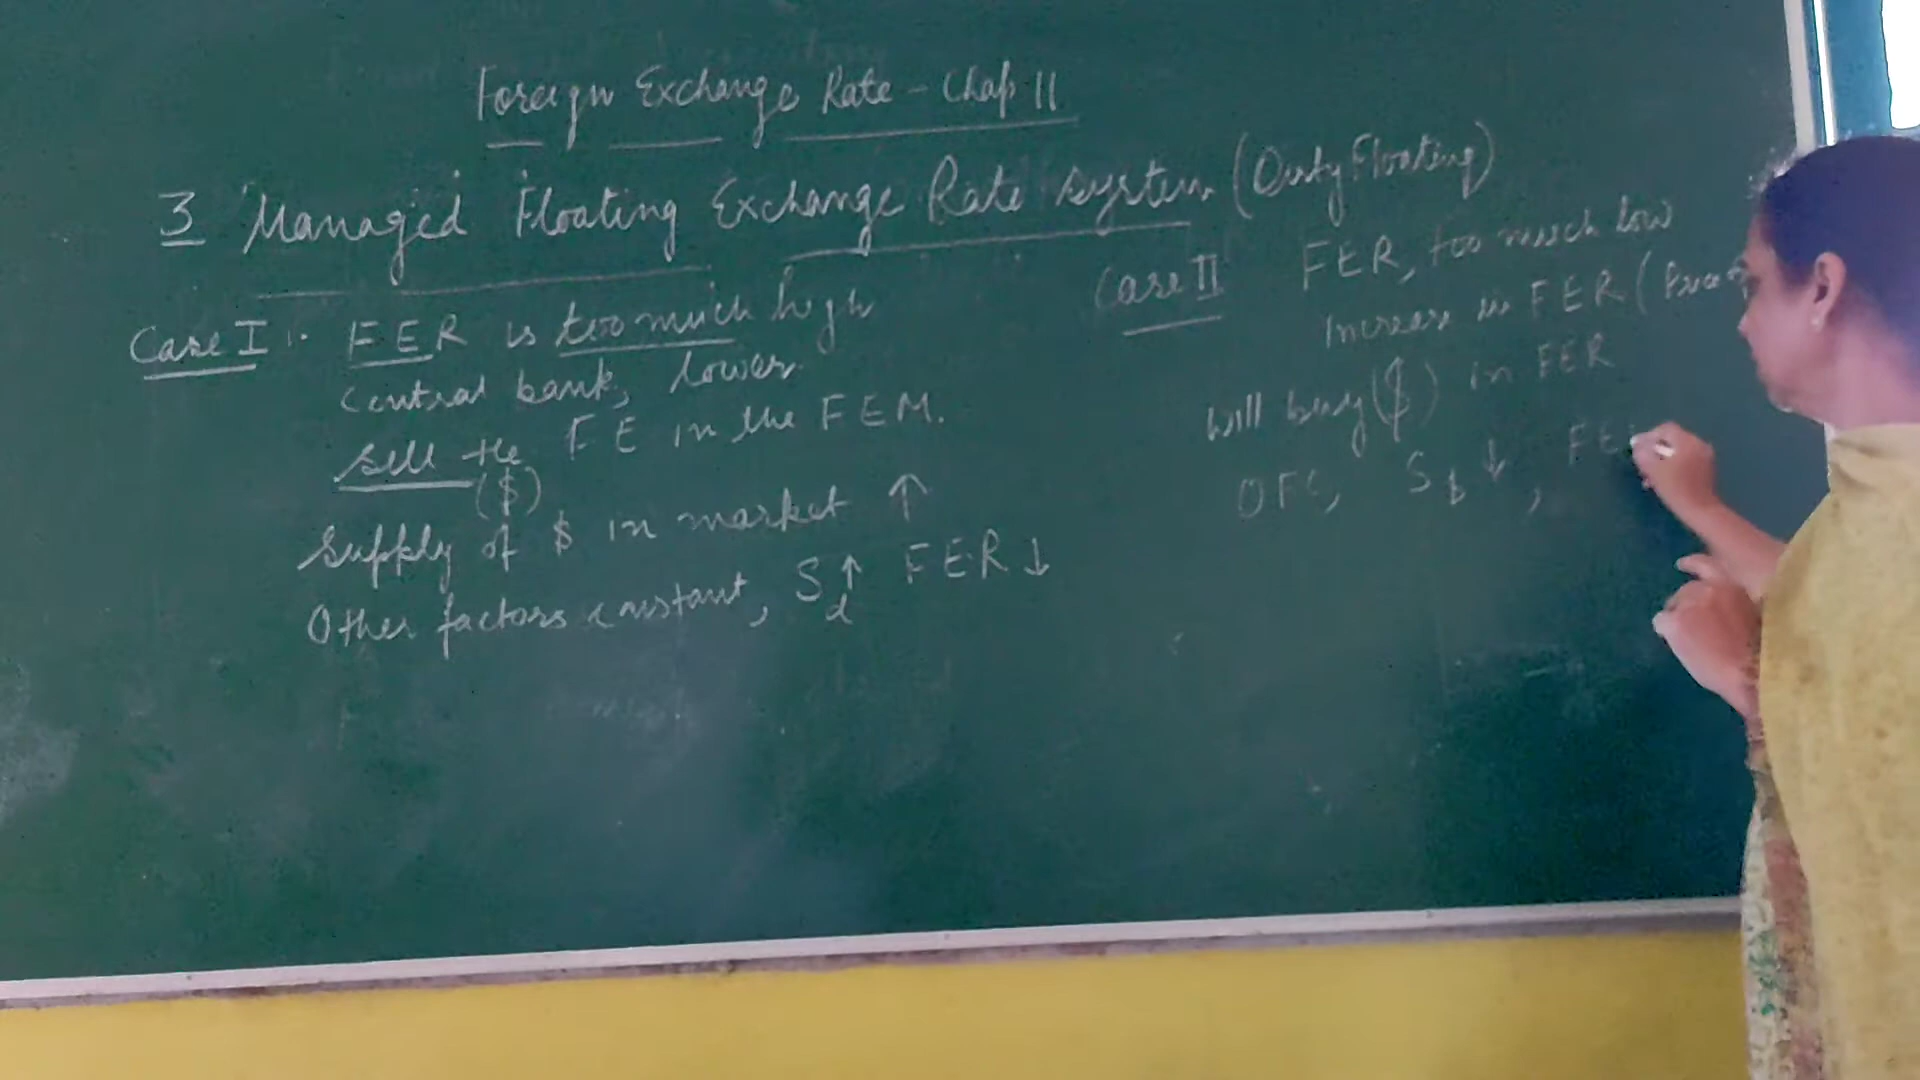 Foreign Exchange Rate - Chap 11
3 Managed Floating Exchange Rate system (Duty Floating)
Case I :. FER is too much high
central bank, lower
sell the FE in the FEM.
($)
supply of $ in market ↑
Other factors constant, Sd ↑ FER ↓
Case II FER, too much low
Increase in FER (
Will buy ($) in FER
OFC, S$ ↓, FE